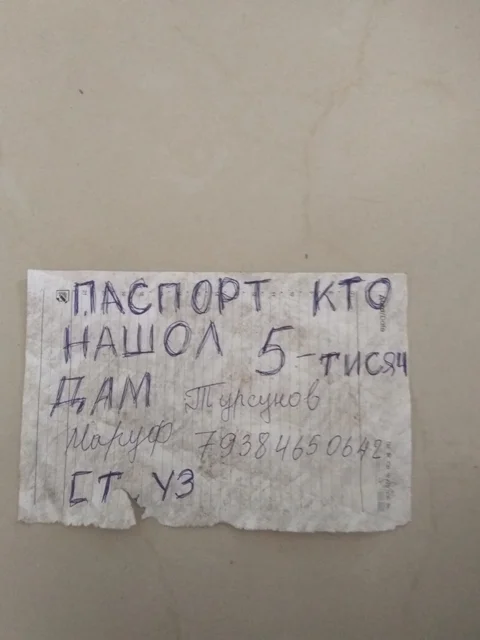 ПАСПОРТ КТО
НАШОЛ 5-ТИСЯЧ
ДАМ Турсунов
Маруф 79384650642
СТ УЗ